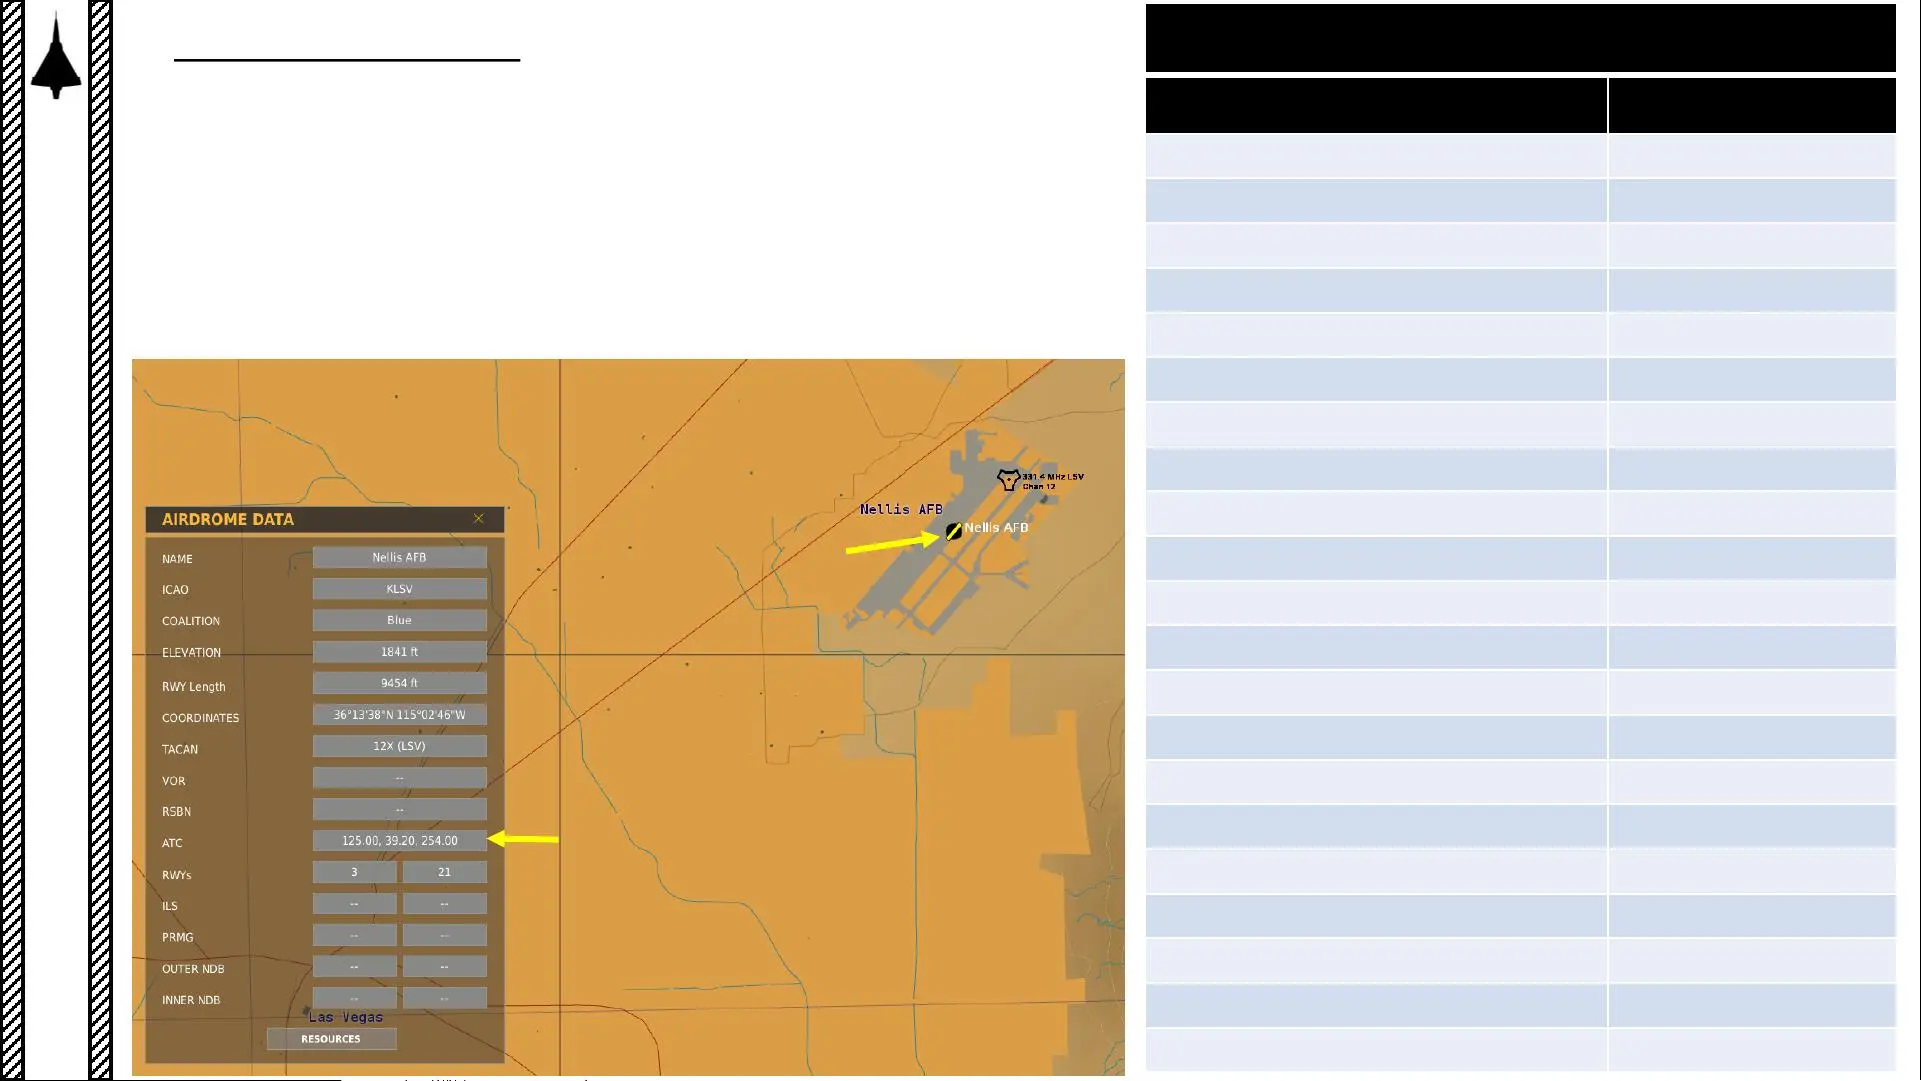 331.4 MHz LSV
Chan 12
Nellis AFB
Nellis AFB
AIRDROME DATA
NAME Nellis AFB
ICAO KLSV
COALITION Blue
ELEVATION 1841 ft
RWY Length 9454 ft
COORDINATES 36°13'38"N 115°02'46"W
TACAN 12X (LSV)
VOR --
RSBN --
ATC 125.00, 39.20, 254.00
RWYs 3 21
ILS -- --
PRMG -- --
OUTER NDB -- --
INNER NDB -- --
Las Vegas
RESOURCES